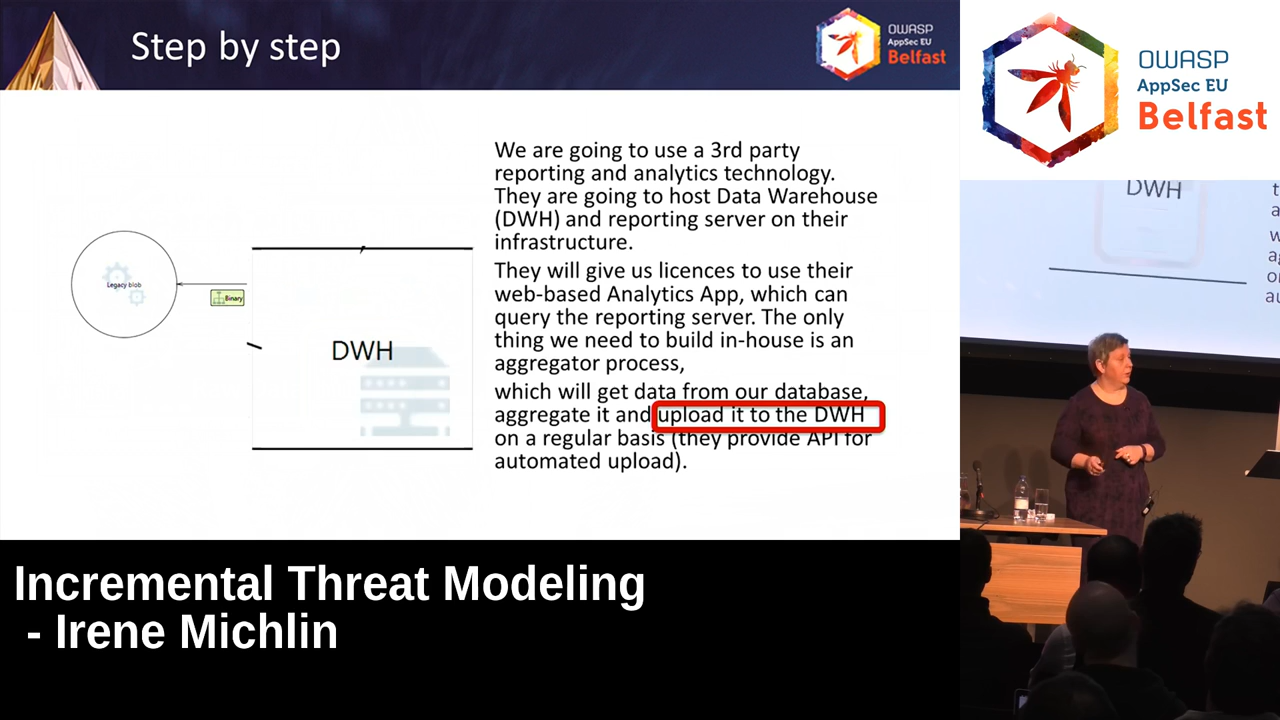 Step by step
OWASP
AppSec EU
Belfast
OWASP
AppSec EU
Belfast
We are going to use a 3rd party
reporting and analytics technology.
They are going to host Data Warehouse
(DWH) and reporting server on their
infrastructure.
They will give us licences to use their
web-based Analytics App, which can
query the reporting server. The only
thing we need to build in-house is an
aggregator process,
which will get data from our database,
aggregate it and upload it to the DWH
on a regular basis (they provide API for
automated upload).
Legacy blob
Binary
DWH
DWH
Incremental Threat Modeling
- Irene Michlin